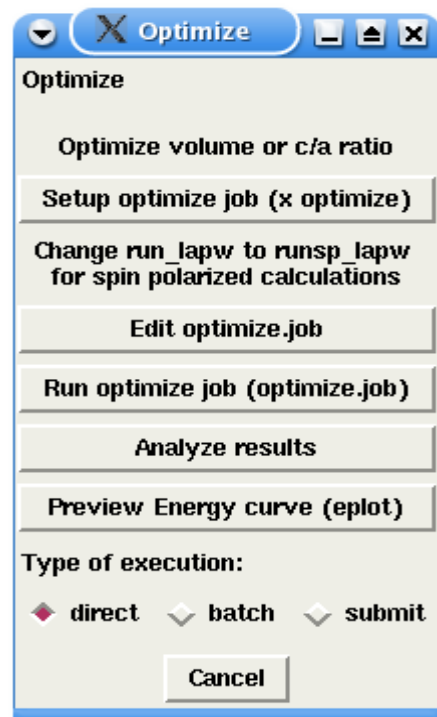 Optimize
Optimize
Optimize volume or c/a ratio
Setup optimize job (x optimize)
Change run_lapw to runsp_lapw
for spin polarized calculations
Edit optimize.job
Run optimize job (optimize.job)
Analyze results
Preview Energy curve (eplot)
Type of execution:
direct batch submit
Cancel